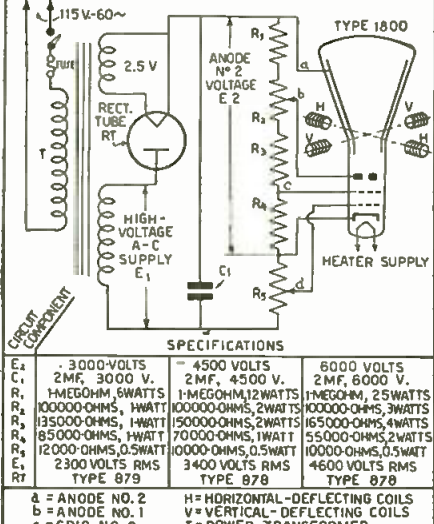 115 V.-60~
TYPE 1800
FUSE
2.5 V
R1
a
ANODE
Nº 2
VOLTAGE
E2
b
H
V
H
V
RECT.
TUBE
RT
R2
T
R3
c
HIGH-
VOLTAGE
A-C
SUPPLY
E1
R4
C1
R5
d
HEATER SUPPLY
CIRCUIT
COMPONENT
SPECIFICATIONS
E2 3000-VOLTS 4500 VOLTS 6000 VOLTS
C1 2MF, 3000 V. 2MF, 4500 V. 2MF, 6000 V.
R1 1-MEGOHM, 6WATTS 1-MEGOHM, 12WATTS 1-MEGOHM, 25WATTS
R2 100000-OHMS, 1-WATT 100000-OHMS, 2WATTS 100000-OHMS, 3WATTS
R3 135000-OHMS, 1-WATT 150000-OHMS, 2WATTS 165000-OHMS, 4WATTS
R4 85000-OHMS, 1-WATT 70000-OHMS, 1WATT 55000-OHMS, 2WATTS
R5 12000-OHMS, 0.5WATT 10000-OHMS, 0.5WATT 10000-OHMS, 0.5WATT
E1 2300 VOLTS RMS 3400 VOLTS RMS 4600 VOLTS RMS
RT TYPE 879 TYPE 878 TYPE 878
a = ANODE NO. 2 H = HORIZONTAL-DEFLECTING COILS
b = ANODE NO. 1 V = VERTICAL-DEFLECTING COILS